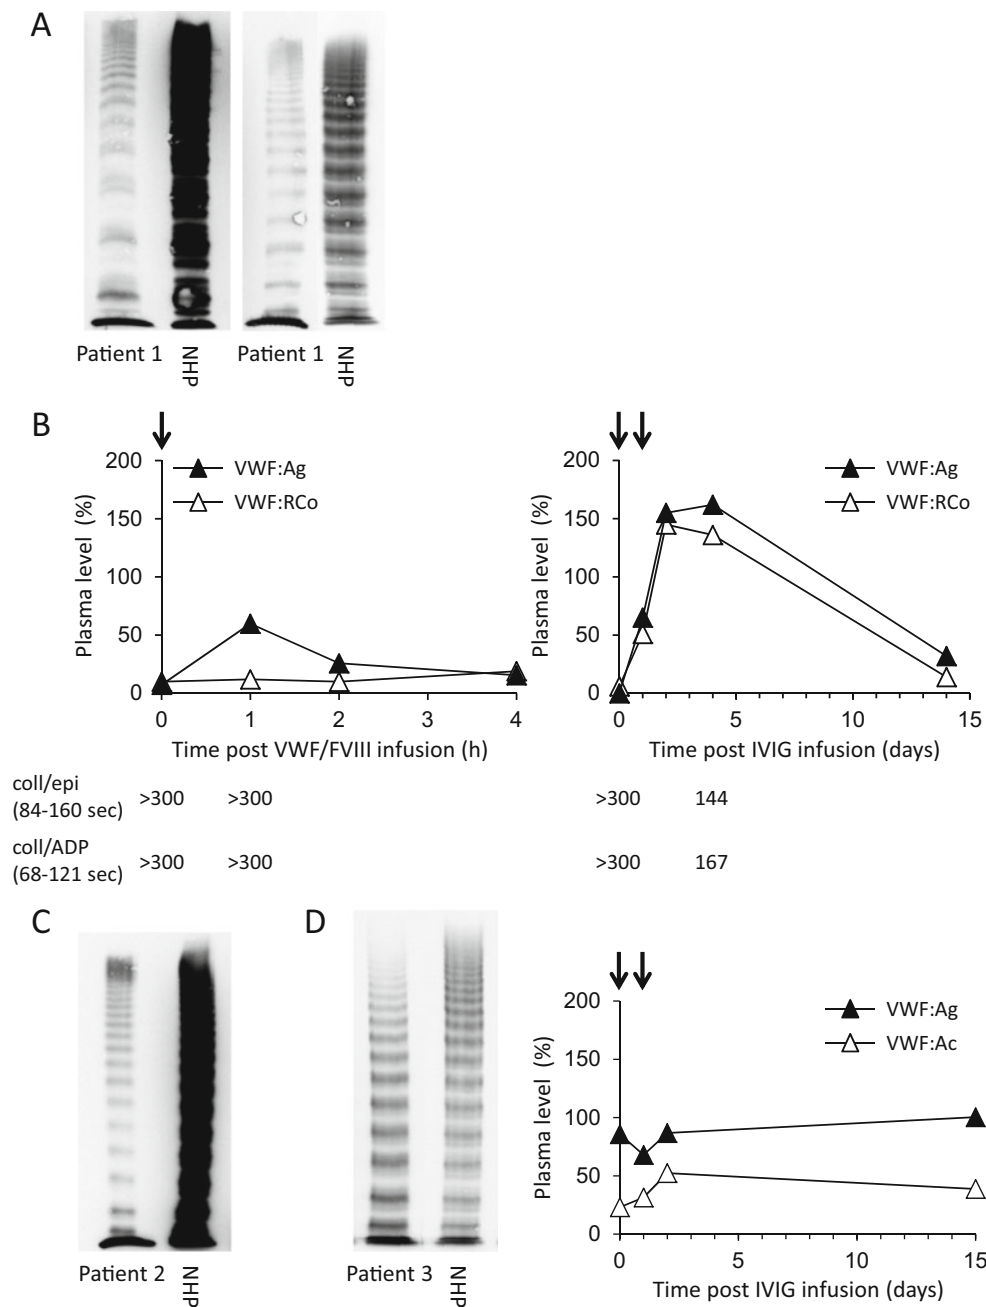 A
Patient 1 NHP Patient 1 NHP
B
200 VWF:Ag
VWF:RCo
150
100
50
0
Plasma level (%)
0 1 2 3 4
Time post VWF/FVIII infusion (h)
200 VWF:Ag
VWF:RCo
150
100
50
0
Plasma level (%)
0 5 10 15
Time post IVIG infusion (days)
coll/epi
(84-160 sec) >300 >300 >300 144
coll/ADP
(68-121 sec) >300 >300 >300 167
C
Patient 2 NHP
D
Patient 3 NHP
200 VWF:Ag
VWF:Ac
150
100
50
0
Plasma level (%)
0 5 10 15
Time post IVIG infusion (days)